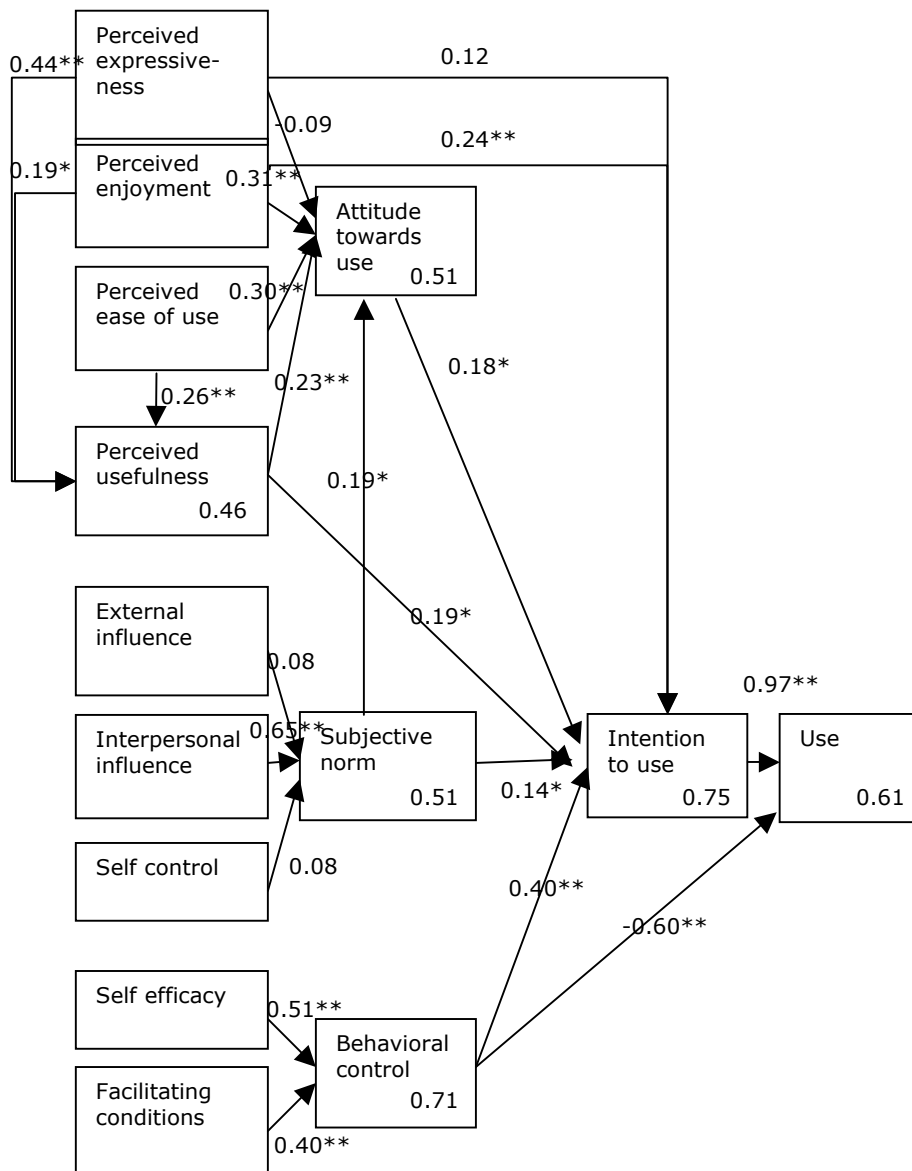 Perceived
expressive-
ness
0.44**
0.12
-0.09
0.24**
Perceived
enjoyment
0.19*
0.31**
Attitude
towards
use
0.51
Perceived
ease of use
0.30**
0.18*
0.26**
0.23**
Perceived
usefulness
0.46
0.19*
External
influence
0.19*
0.08
0.97**
Interpersonal
influence
0.65**
Subjective
norm
0.51
0.14*
Intention
to use
0.75
Use
0.61
Self control
0.08
0.40**
-0.60**
Self efficacy
0.51**
Behavioral
control
0.71
Facilitating
conditions
0.40**